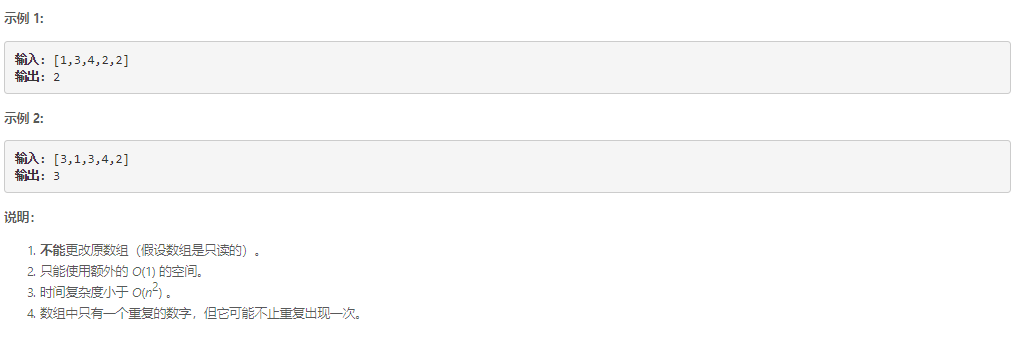 示例 1:
输入: [1,3,4,2,2]
输出: 2
示例 2:
输入: [3,1,3,4,2]
输出: 3
说明：
1. 不能更改原数组（假设数组是只读的）。
2. 只能使用额外的 O(1) 的空间。
3. 时间复杂度小于 O(n²) 。
4. 数组中只有一个重复的数字，但它可能不止重复出现一次。